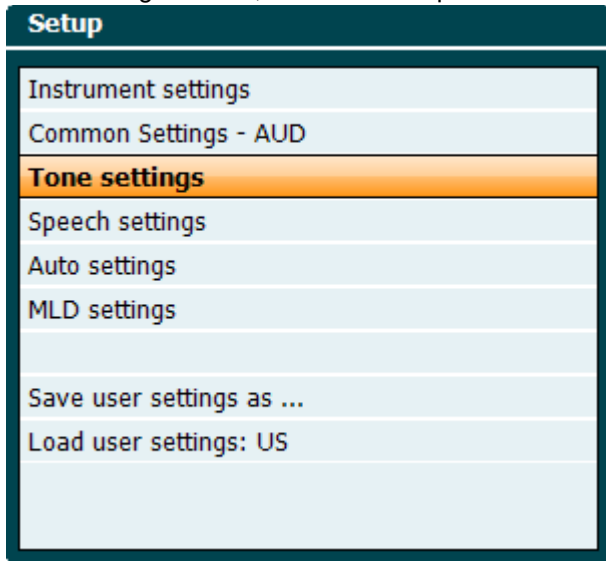 Setup
Instrument settings
Common Settings - AUD
Tone settings
Speech settings
Auto settings
MLD settings
Save user settings as ...
Load user settings: US